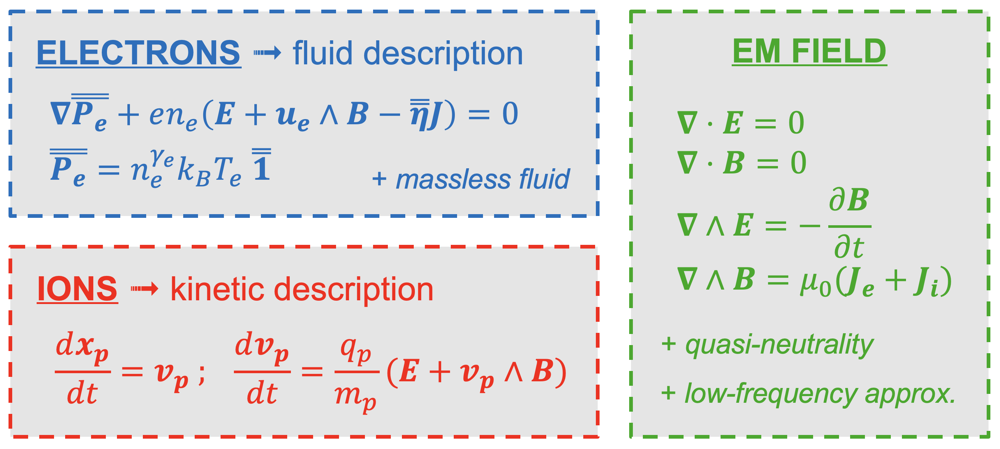 ELECTRONS ⤑ fluid description
∇P̿ₑ + enₑ(E + uₑ ∧ B − η̿J) = 0
P̿ₑ = nₑ^γₑ k_B Tₑ 1̿
+ massless fluid
IONS ⤑ kinetic description
dxₚ/dt = vₚ ; dvₚ/dt = qₚ/mₚ (E + vₚ ∧ B)
EM FIELD
∇ · E = 0
∇ · B = 0
∇ ∧ E = − ∂B/∂t
∇ ∧ B = μ₀(Jₑ + Jᵢ)
+ quasi-neutrality
+ low-frequency approx.